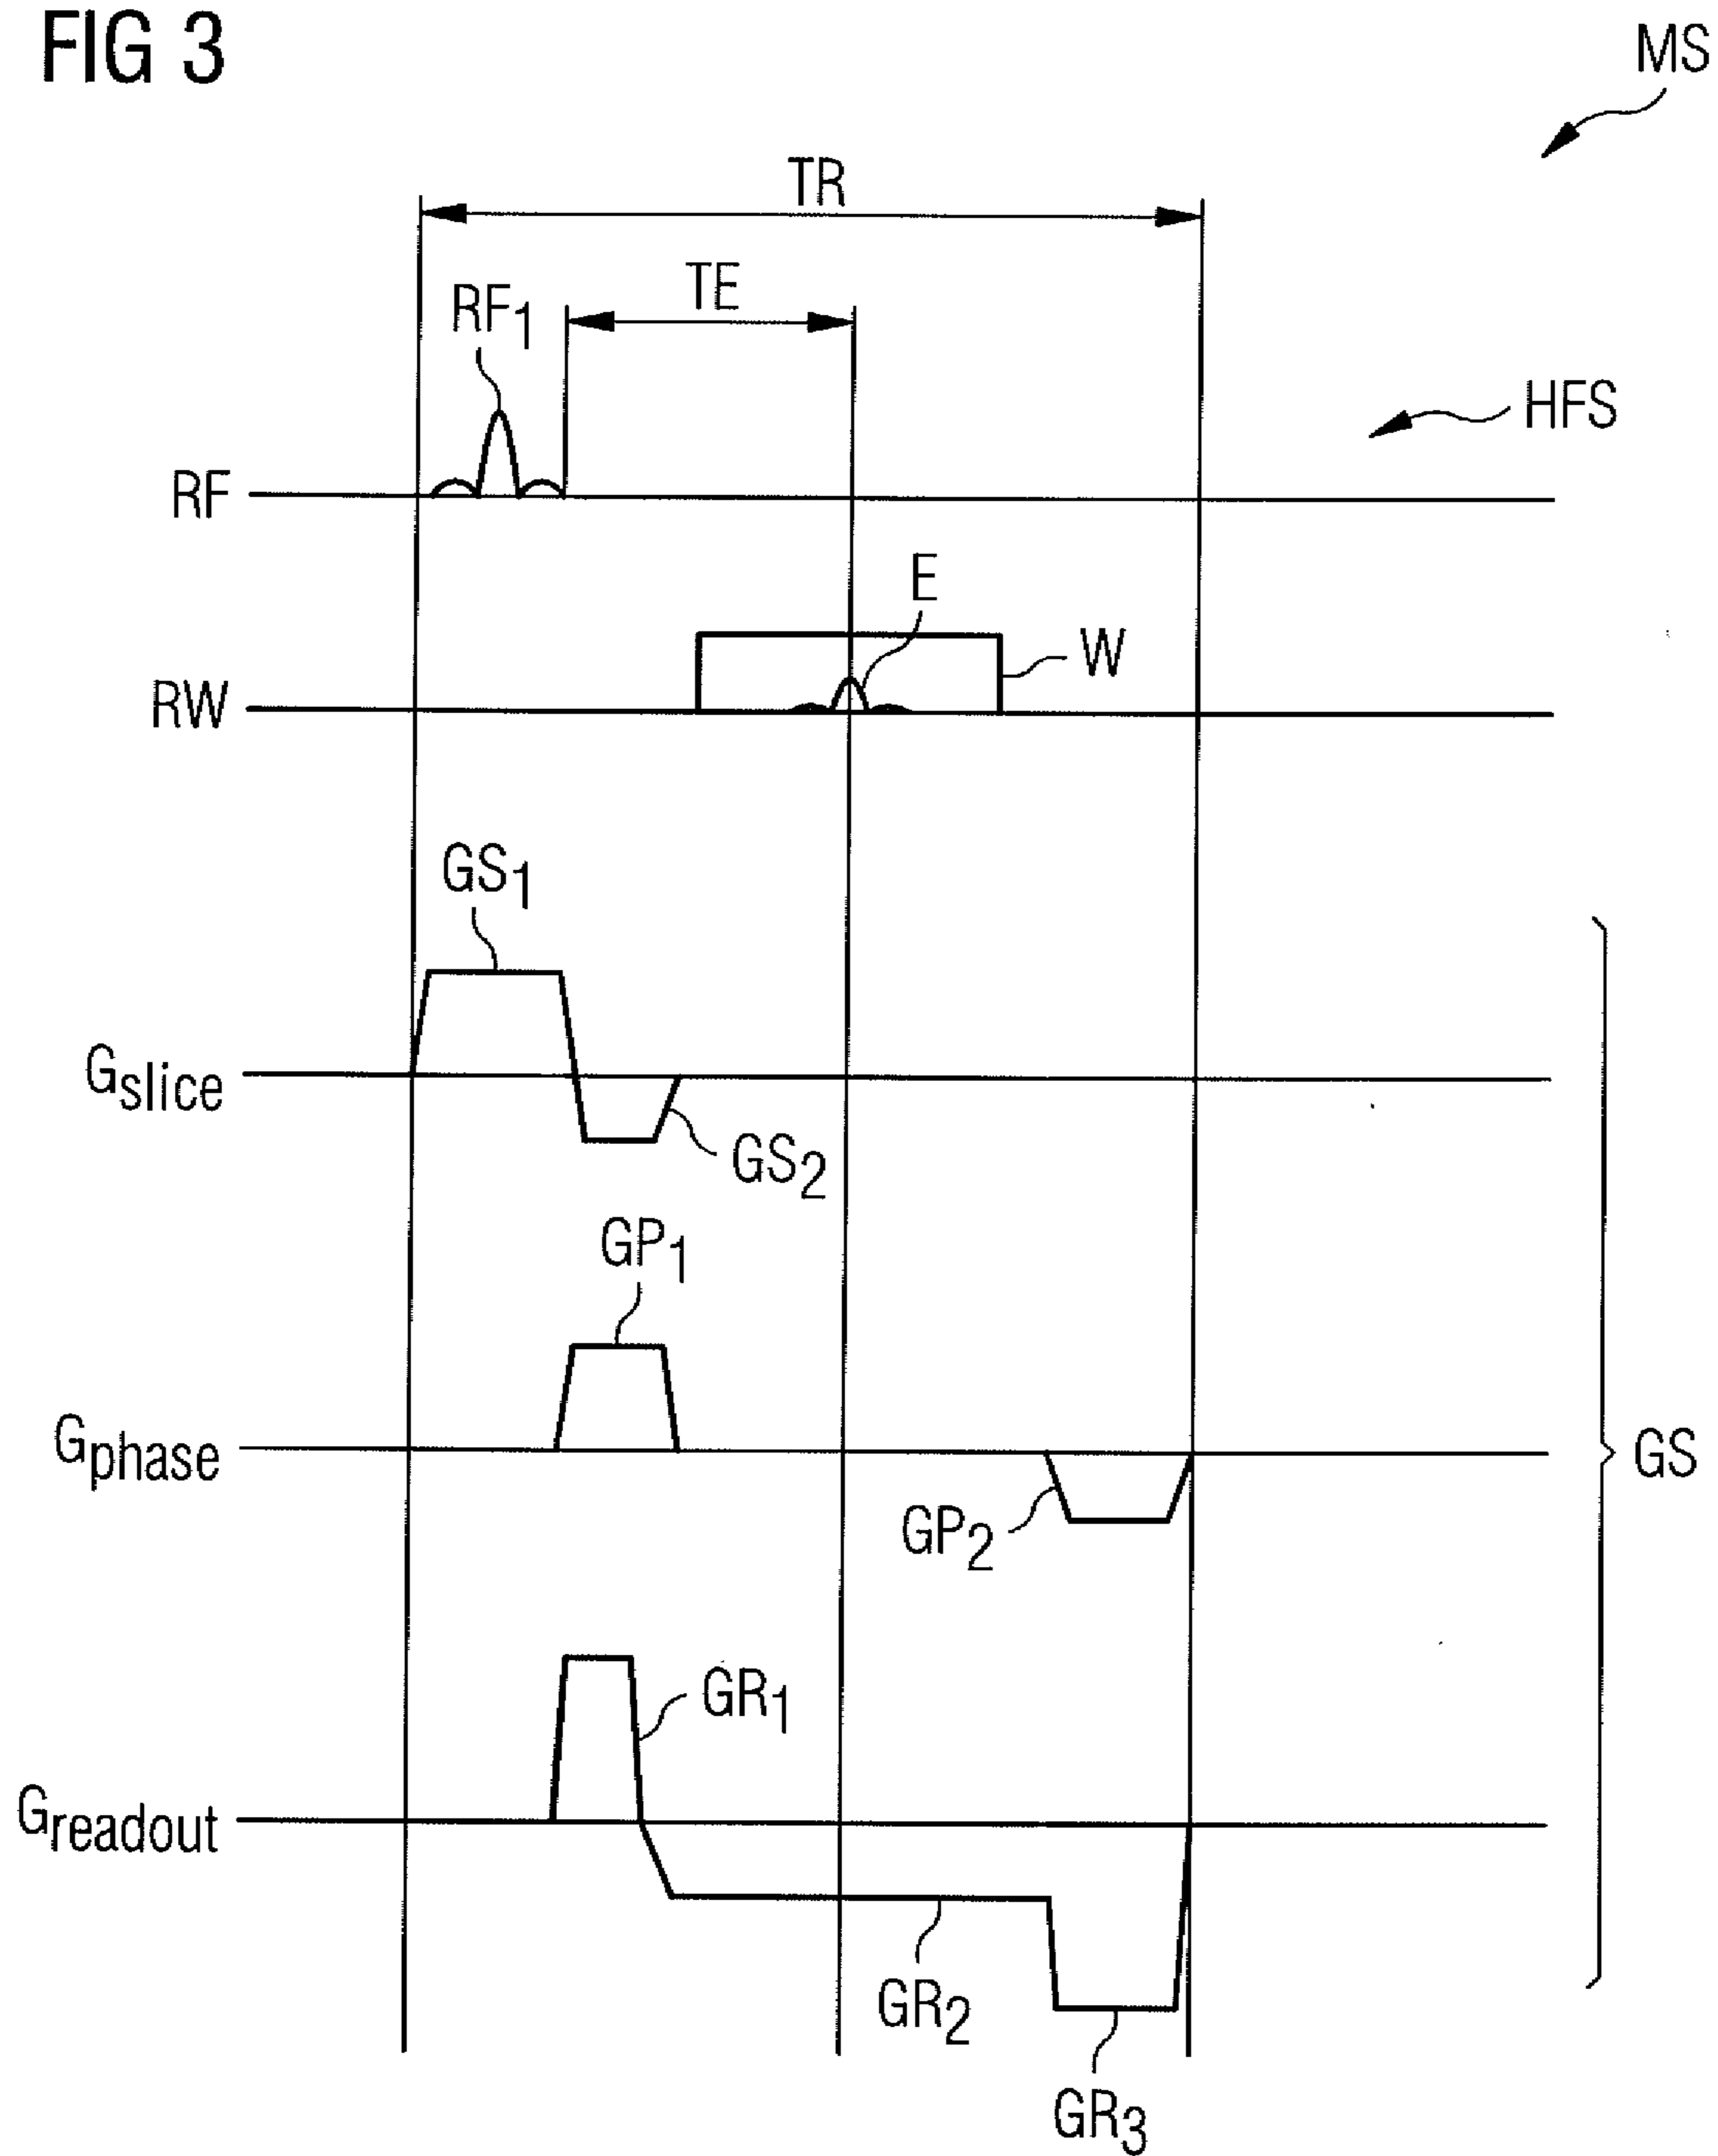 FIG 3
MS
TR
TE
RF1
HFS
RF
E
W
RW
GS1
Gslice
GS2
GP1
Gphase
GS
GP2
GR1
Greadout
GR2
GR3